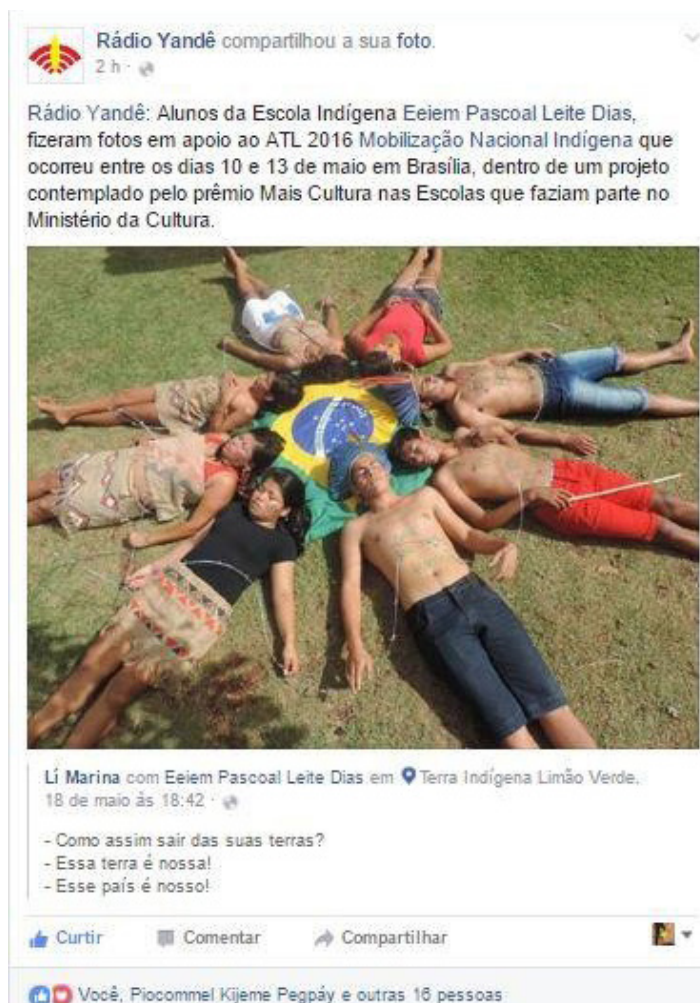 Rádio Yandê compartilhou a sua foto.
2 h ·
Rádio Yandê: Alunos da Escola Indígena Eeiem Pascoal Leite Dias,
fizeram fotos em apoio ao ATL 2016 Mobilização Nacional Indígena que
ocorreu entre os dias 10 e 13 de maio em Brasília, dentro de um projeto
contemplado pelo prêmio Mais Cultura nas Escolas que faziam parte no
Ministério da Cultura.
Lí Marina com Eeiem Pascoal Leite Dias em Terra Indígena Limão Verde.
18 de maio às 18:42 ·
- Como assim sair das suas terras?
- Essa terra é nossa!
- Esse país é nosso!
Curtir Comentar Compartilhar
Você, Piocommel Kijeme Pegpáy e outras 16 pessoas